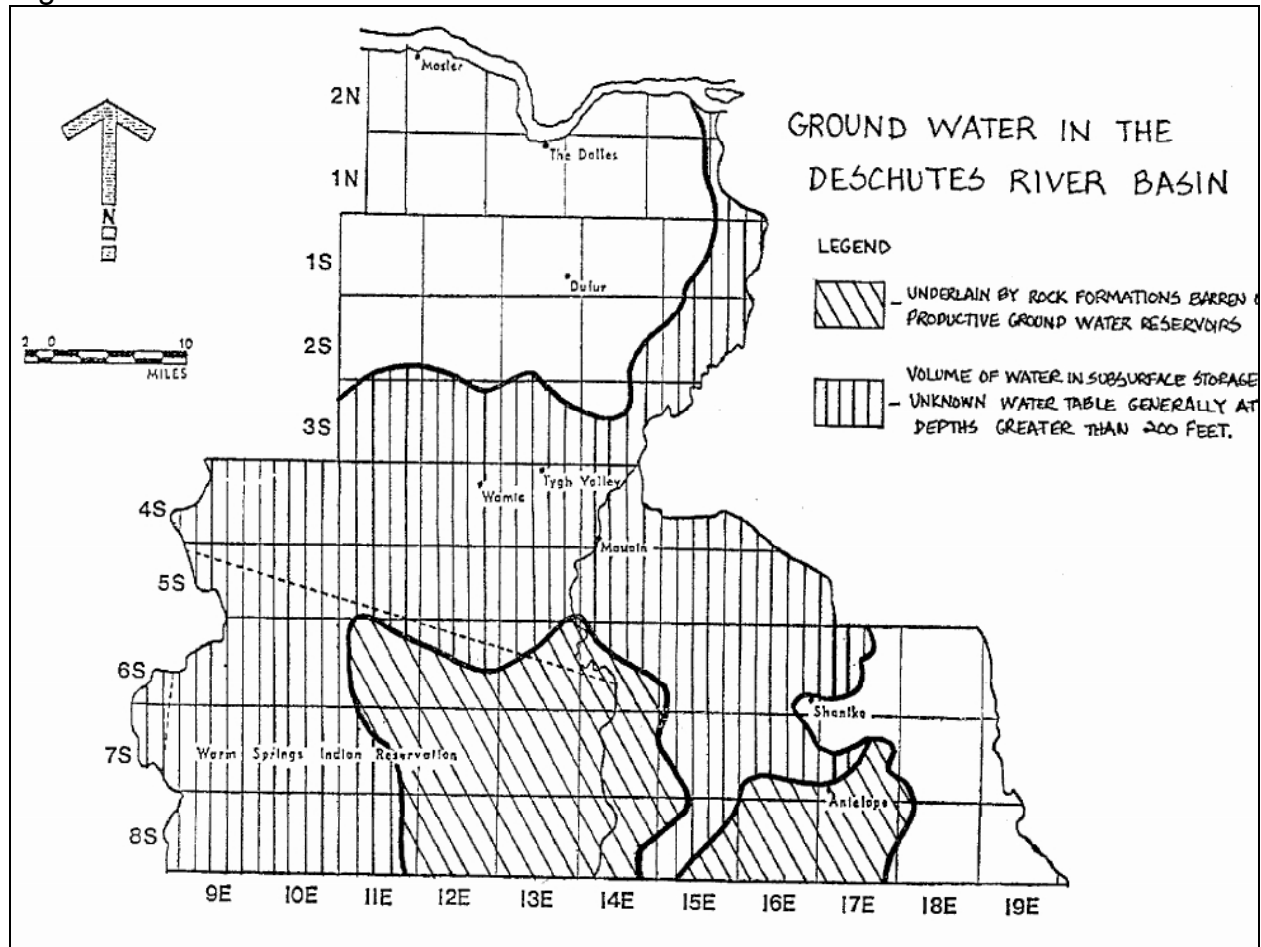 Mosier
2N
GROUND WATER IN THE
The Dalles
DESCHUTES RIVER BASIN
1N
N
LEGEND
1S
Dufur
UNDERLAIN BY ROCK FORMATIONS BARREN
PRODUCTIVE GROUND WATER RESERVOIRS
2 0 10
MILES
2S
VOLUME OF WATER IN SUBSURFACE STORAGE
UNKNOWN WATER TABLE GENERALLY AT
DEPTHS GREATER THAN 200 FEET.
3S
Tygh Valley
Wamic
4S
Maupin
5S
6S
Shaniko
7S
Warm Springs Indian Reservation
Antelope
8S
9E 10E 11E 12E 13E 14E 15E 16E 17E 18E 19E